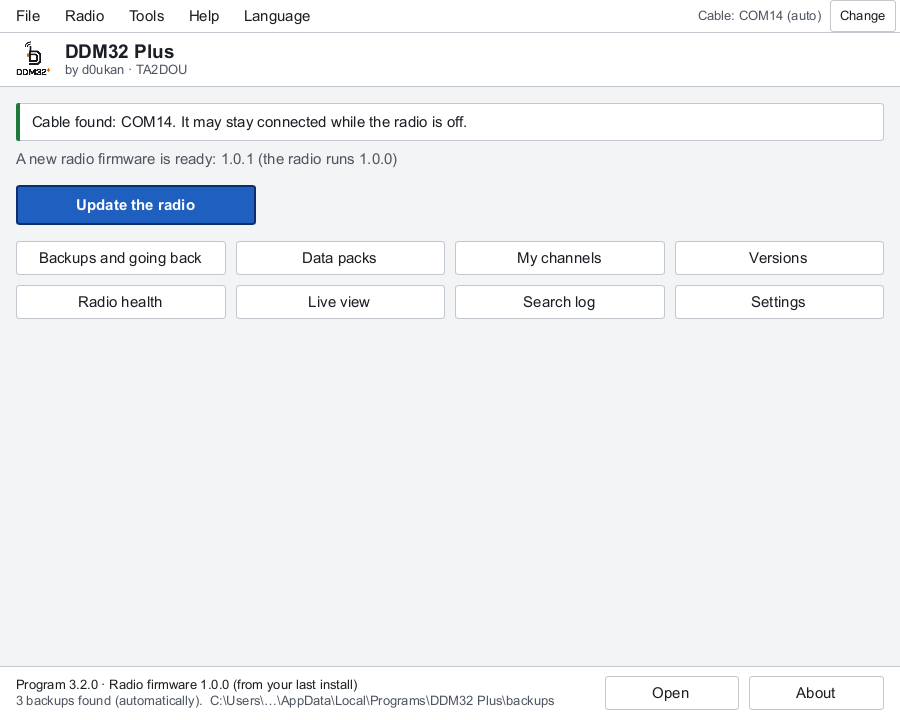 File Radio Tools Help Language Cable: COM14 (auto) Change
DDM32+
DDM32 Plus
by d0ukan · TA2DOU
Cable found: COM14. It may stay connected while the radio is off.
A new radio firmware is ready: 1.0.1 (the radio runs 1.0.0)
Update the radio
Backups and going back Data packs My channels Versions
Radio health Live view Search log Settings
Program 3.2.0 · Radio firmware 1.0.0 (from your last install)
3 backups found (automatically). C:\Users\…\AppData\Local\Programs\DDM32 Plus\backups
Open About